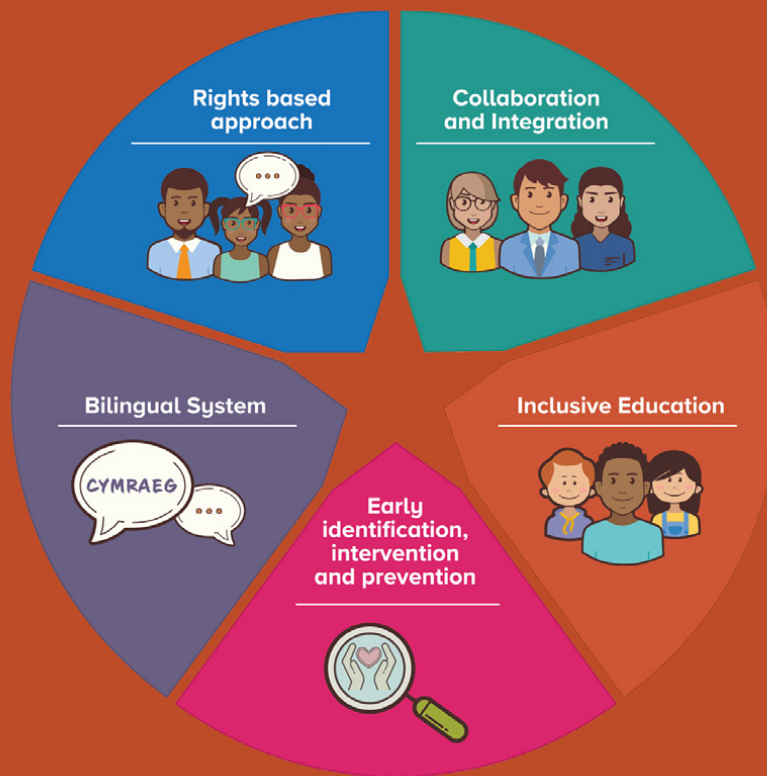 Rights based
approach
Collaboration
and Integration
Bilingual System
CYMRAEG
Inclusive Education
Early
identification,
intervention
and prevention